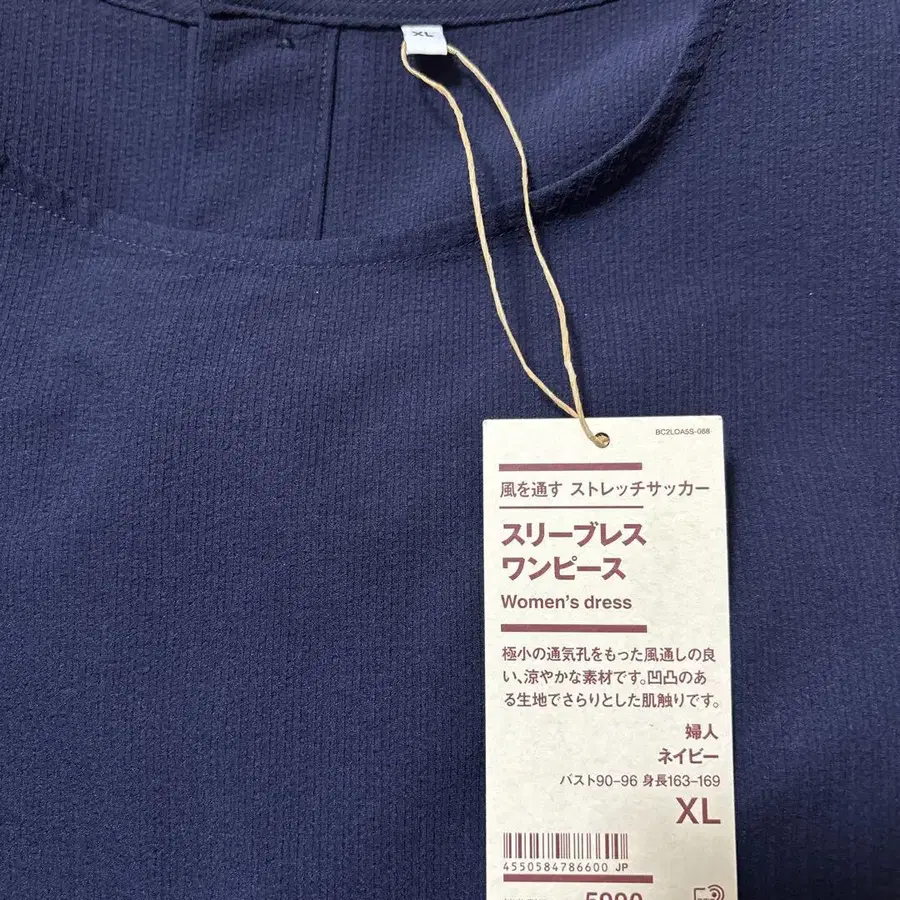 XL
BC2LOA5S-068
風を通す ストレッチサッカー
スリーブレス
ワンピース
Women's dress
極小の通気孔をもった風通しの良
い、涼やかな素材です。凹凸のあ
る生地でさらりとした肌触りです。
婦人
ネイビー
バスト90–96 身長163–169
XL
4550584786600 JP